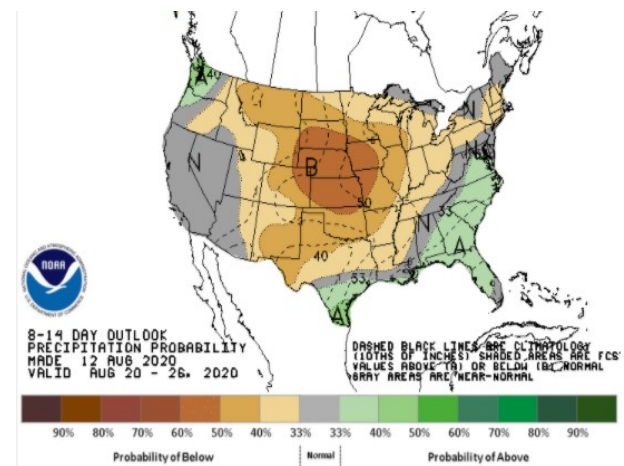 A 40
N
B
50
40
33
33
N
N
N
A
A
NOAA
8-14 DAY OUTLOOK
PRECIPITATION PROBABILITY
MADE 12 AUG 2020
VALID AUG 20 - 26, 2020
DASHED BLACK LINES ARE CLIMATOLOGY
(10THS OF INCHES) SHADED AREAS ARE FCST
VALUES ABOVE (A) OR BELOW (B) NORMAL
GRAY AREAS ARE NEAR-NORMAL
90% 80% 70% 60% 50% 40% 33% 33% 40% 50% 60% 70% 80% 90%
Probability of Below Normal Probability of Above